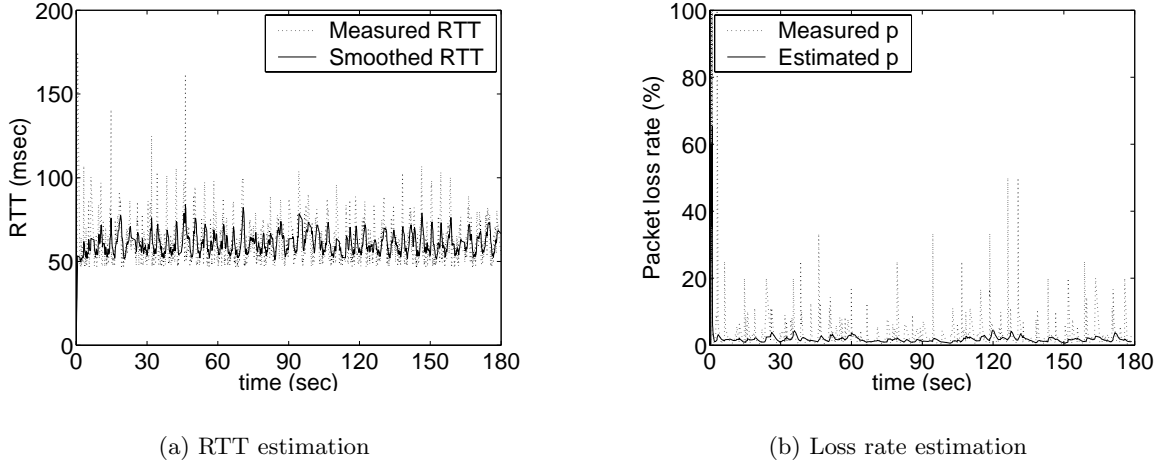 200
150
100
50
0
RTT (msec)
Measured RTT
Smoothed RTT
0 30 60 90 120 150 180
time (sec)
(a) RTT estimation
100
80
60
40
20
0
Packet loss rate (%)
Measured p
Estimated p
0 30 60 90 120 150 180
time (sec)
(b) Loss rate estimation